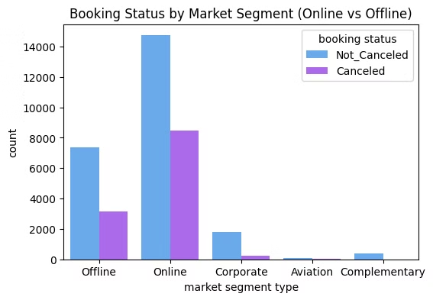 Booking Status by Market Segment (Online vs Offline)
booking status
Not_Canceled
Canceled
14000
12000
10000
8000
6000
4000
2000
0
count
Offline Online Corporate Aviation Complementary
market segment type